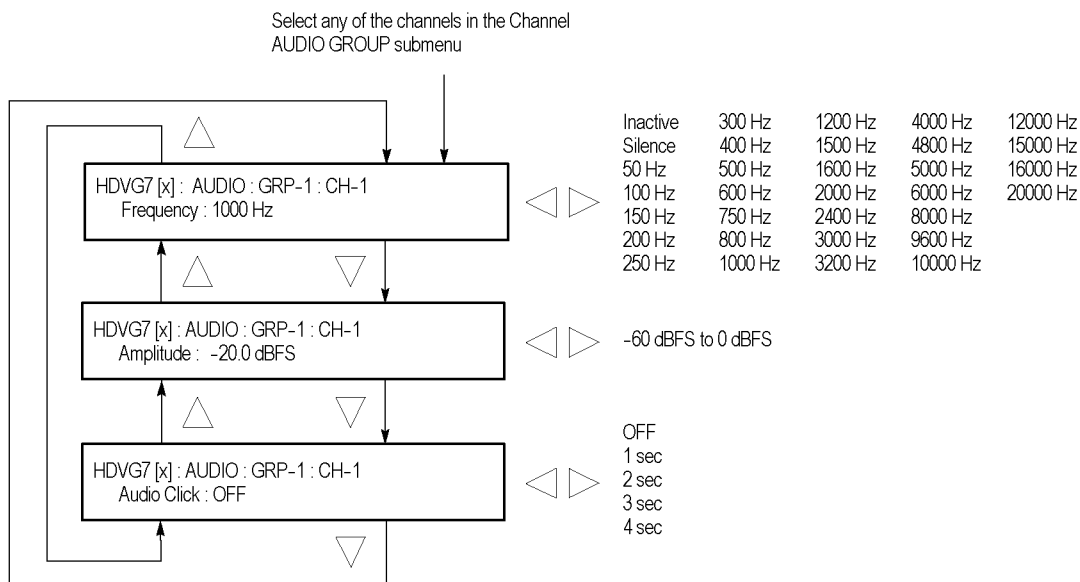 Select any of the channels in the Channel
AUDIO GROUP submenu
HDVG7 [x] : AUDIO : GRP-1 : CH-1
Frequency : 1000 Hz
Inactive 300 Hz 1200 Hz 4000 Hz 12000 Hz
Silence 400 Hz 1500 Hz 4800 Hz 15000 Hz
50 Hz 500 Hz 1600 Hz 5000 Hz 16000 Hz
100 Hz 600 Hz 2000 Hz 6000 Hz 20000 Hz
150 Hz 750 Hz 2400 Hz 8000 Hz
200 Hz 800 Hz 3000 Hz 9600 Hz
250 Hz 1000 Hz 3200 Hz 10000 Hz
HDVG7 [x] : AUDIO : GRP-1 : CH-1
Amplitude : -20.0 dBFS
-60 dBFS to 0 dBFS
HDVG7 [x] : AUDIO : GRP-1 : CH-1
Audio Click : OFF
OFF
1 sec
2 sec
3 sec
4 sec